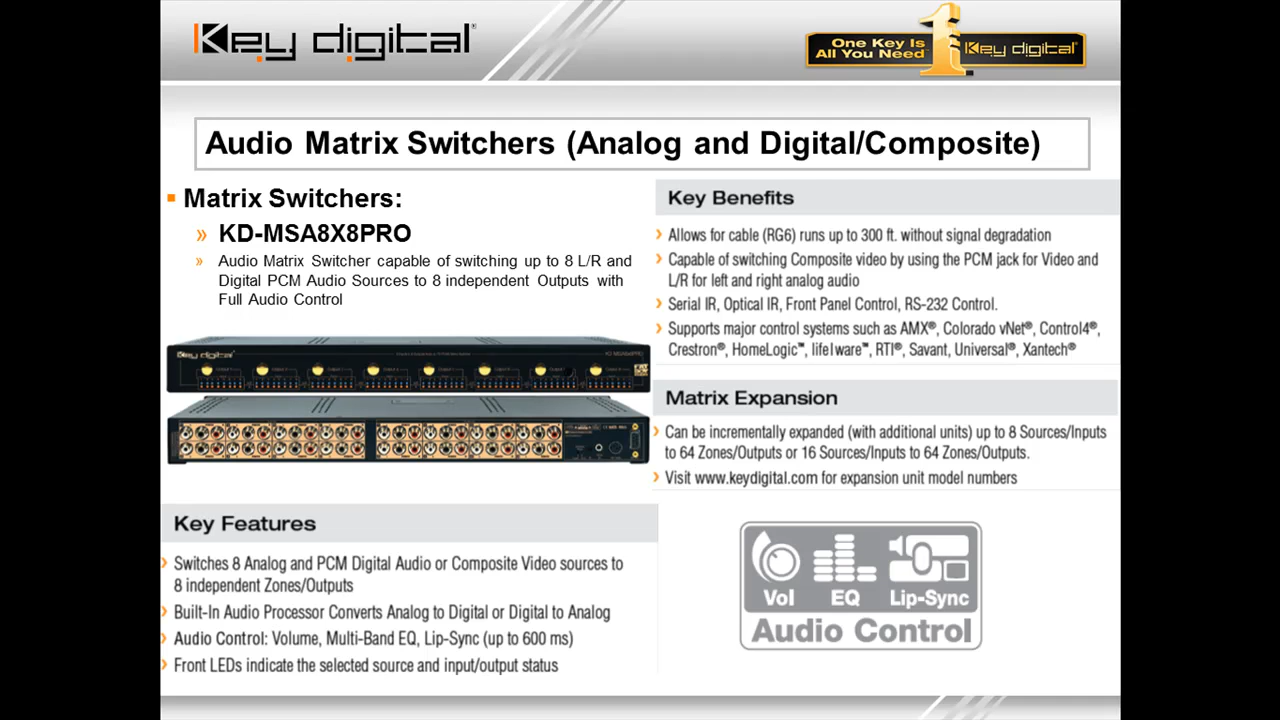 Key digital®
One Key Is
All You Need
1
Key digital®
Audio Matrix Switchers (Analog and Digital/Composite)
Matrix Switchers:
» KD-MSA8X8PRO
» Audio Matrix Switcher capable of switching up to 8 L/R and
Digital PCM Audio Sources to 8 independent Outputs with
Full Audio Control
Key digital
KD-MSA8x8PRO
Key Features
Switches 8 Analog and PCM Digital Audio or Composite Video sources to
8 independent Zones/Outputs
Built-In Audio Processor Converts Analog to Digital or Digital to Analog
Audio Control: Volume, Multi-Band EQ, Lip-Sync (up to 600 ms)
Front LEDs indicate the selected source and input/output status
Key Benefits
Allows for cable (RG6) runs up to 300 ft. without signal degradation
Capable of switching Composite video by using the PCM jack for Video and
L/R for left and right analog audio
Serial IR, Optical IR, Front Panel Control, RS-232 Control.
Supports major control systems such as AMX®, Colorado vNet®, Control4®,
Crestron®, HomeLogic™, lifelware™, RTI®, Savant, Universal®, Xantech®
Matrix Expansion
Can be incrementally expanded (with additional units) up to 8 Sources/Inputs
to 64 Zones/Outputs or 16 Sources/Inputs to 64 Zones/Outputs.
Visit www.keydigital.com for expansion unit model numbers
Vol EQ Lip-Sync
Audio Control